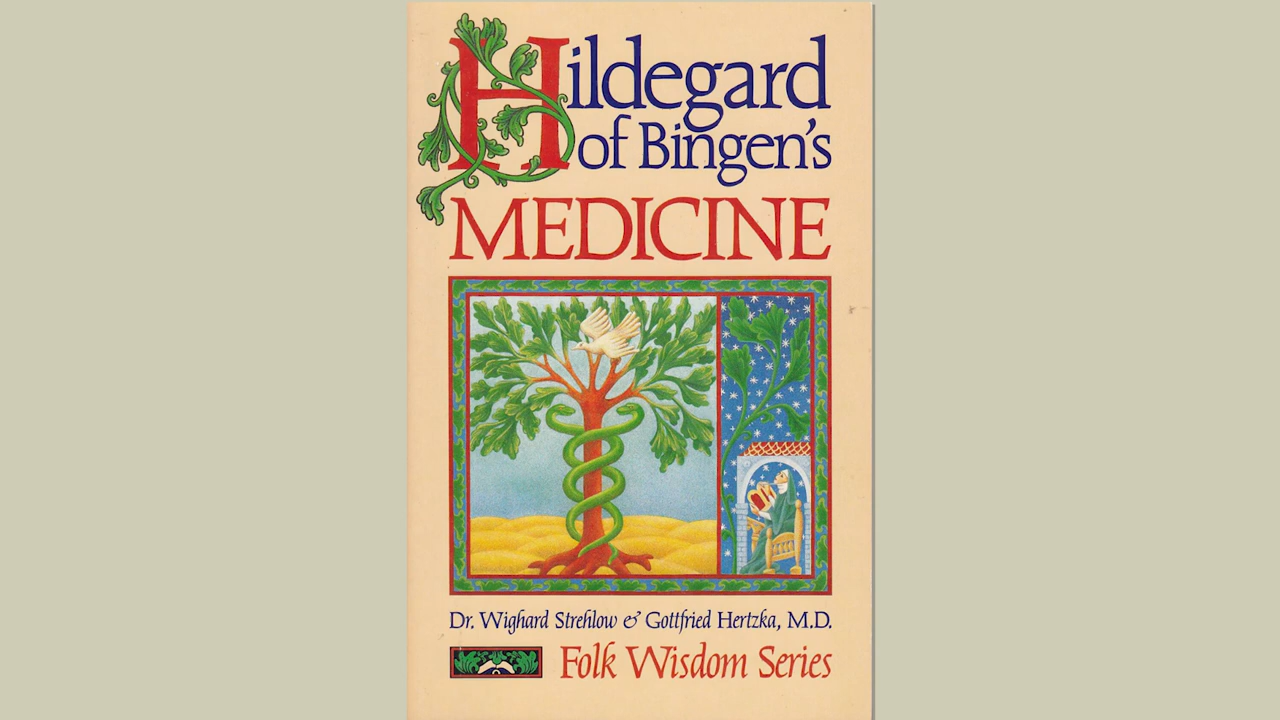 Hildegard
of Bingen's
MEDICINE
Dr. Wighard Strehlow & Gottfried Hertzka, M.D.
Folk Wisdom Series